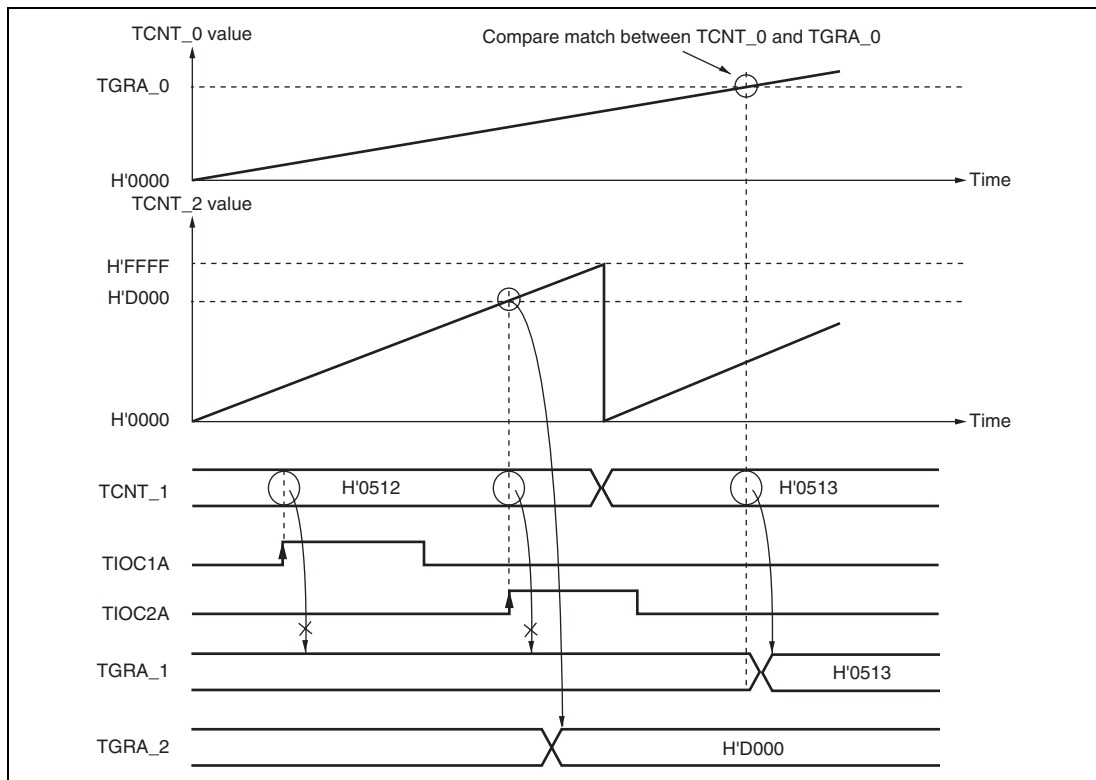 TCNT_0 value
Compare match between TCNT_0 and TGRA_0
TGRA_0
H'0000
Time
TCNT_2 value
H'FFFF
H'D000
H'0000
Time
TCNT_1
H'0512
H'0513
TIOC1A
TIOC2A
TGRA_1
H'0513
TGRA_2
H'D000